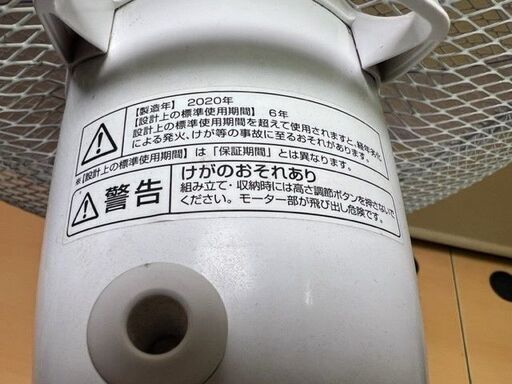 【製造年】 2020年
【設計上の標準使用期間】 6年
設計上の標準使用期間を超えて使用されますと、経年劣化
による発火、けが等の事故に至るおそれがあります。
※【設計上の標準使用期間】は「保証期間」とは異なります。
警告
けがのおそれあり
組み立て・収納時には高さ調節ボタンを押さないで
ください。モーター部が飛び出し危険です。